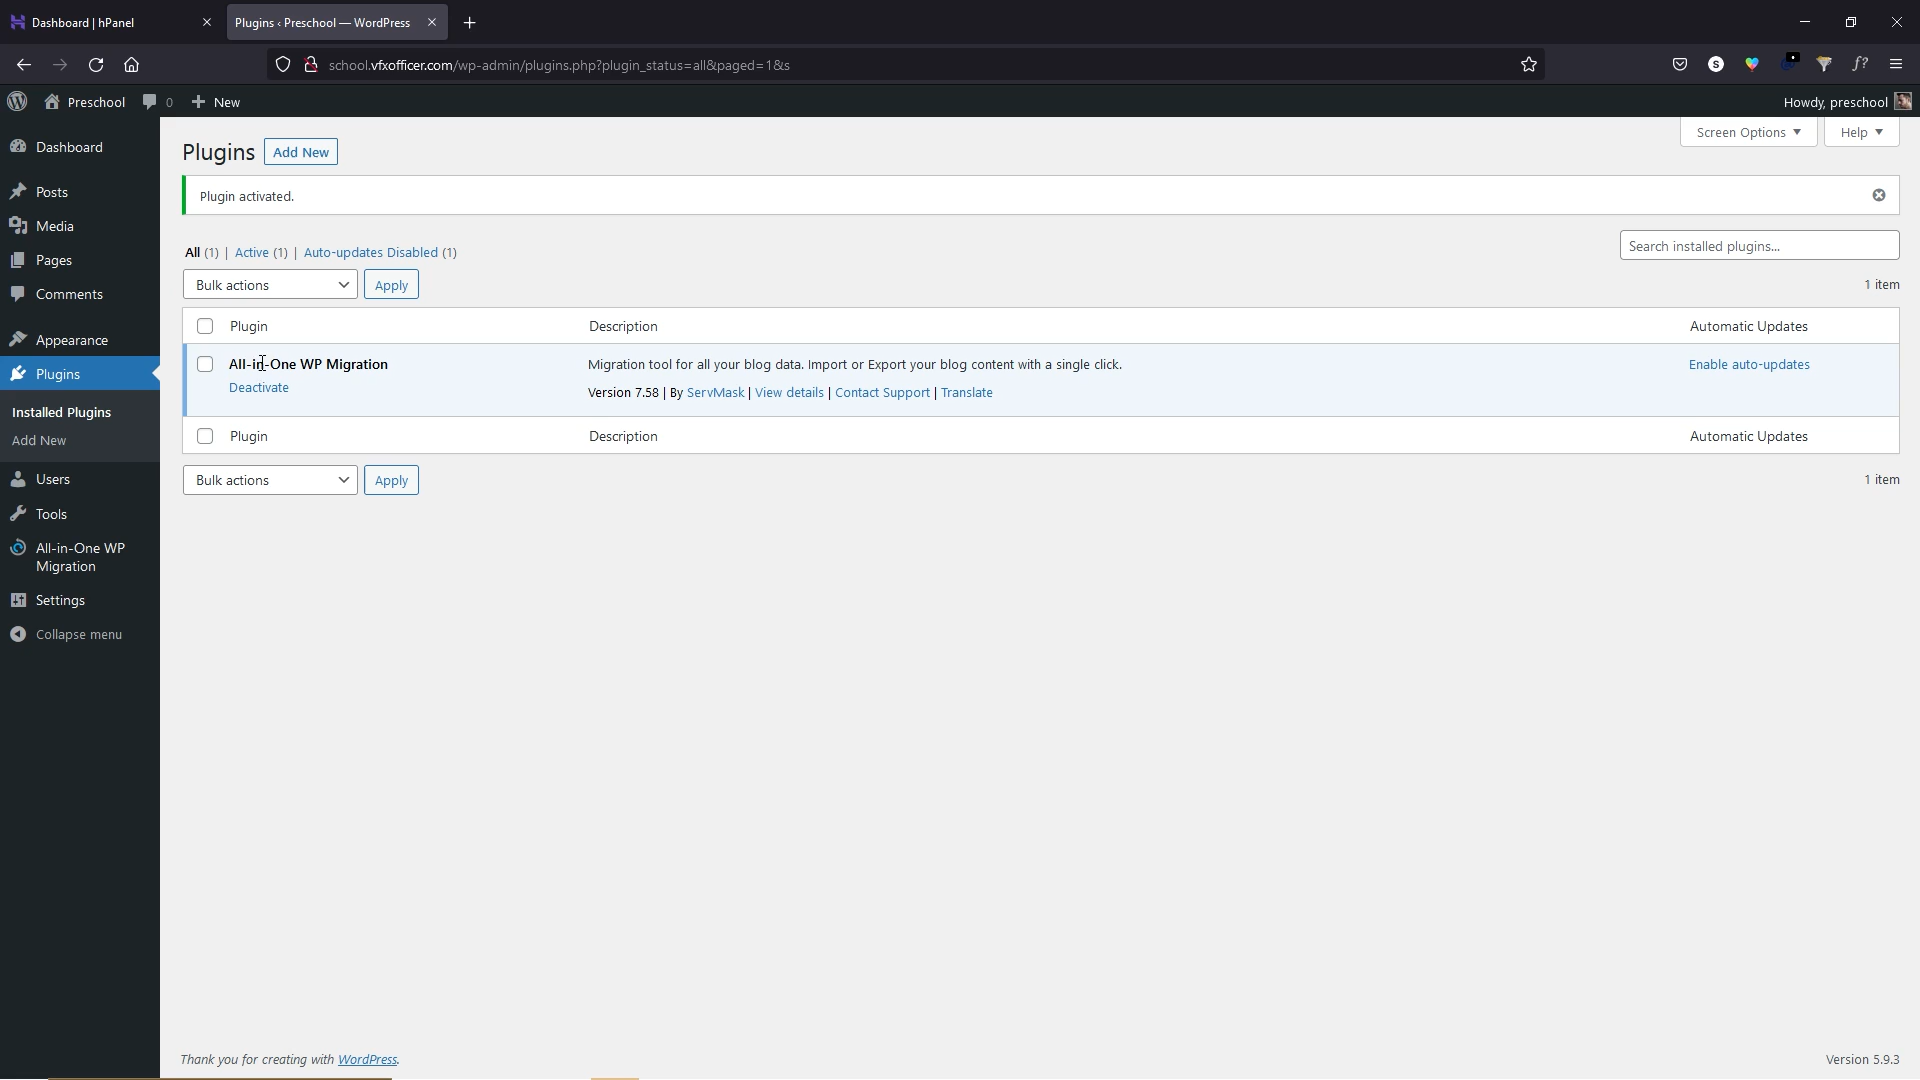 Dashboard | hPanel
Plugins ‹ Preschool — WordPress
school.vfxofficer.com/wp-admin/plugins.php?plugin_status=all&paged=1&s
Preschool 0 New
Howdy, preschool
Dashboard
Posts
Media
Pages
Comments
Appearance
Plugins
Installed Plugins
Add New
Users
Tools
All-in-One WP
Migration
Settings
Collapse menu
Screen Options
Help
Plugins Add New
Plugin activated.
All (1) | Active (1) | Auto-updates Disabled (1)
Search installed plugins...
Bulk actions Apply
1 item
Plugin Description Automatic Updates
All-in-One WP Migration
Deactivate
Migration tool for all your blog data. Import or Export your blog content with a single click.
Version 7.58 | By ServMask | View details | Contact Support | Translate
Enable auto-updates
Plugin Description Automatic Updates
Bulk actions Apply
1 item
Thank you for creating with WordPress.
Version 5.9.3